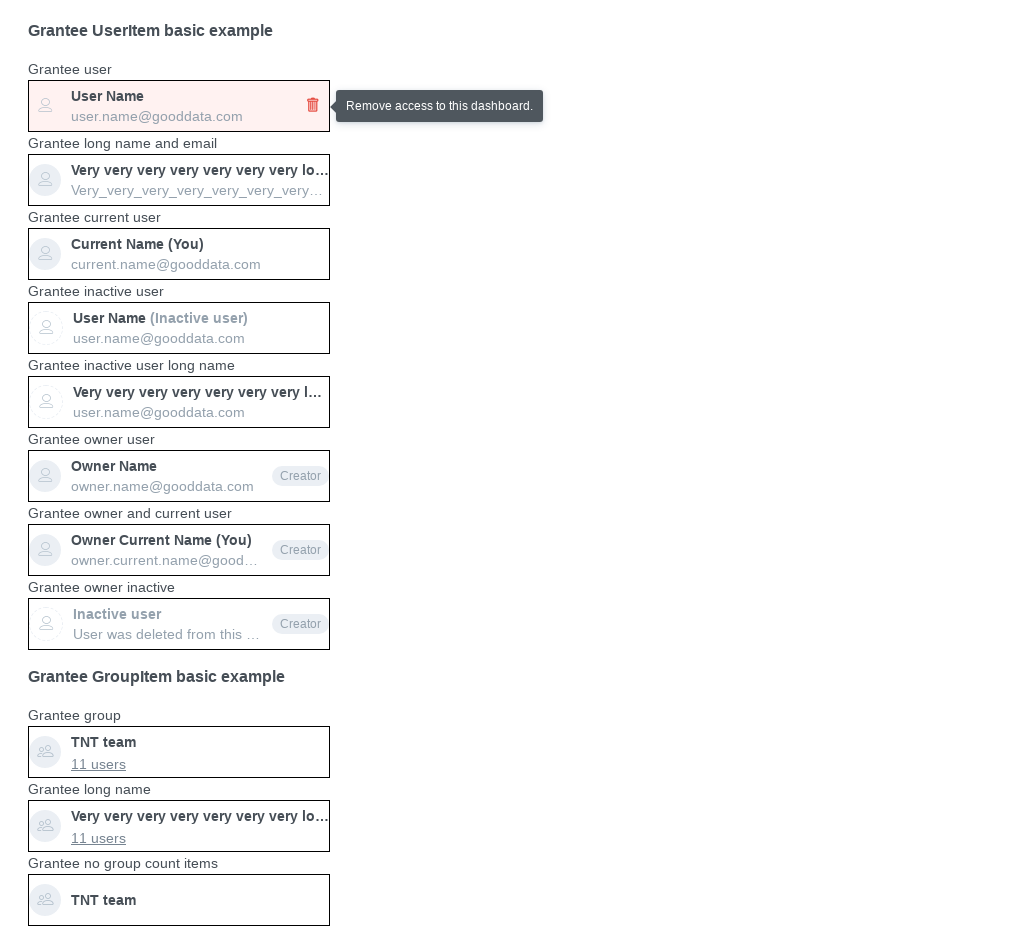 Grantee UserItem basic example
Grantee user
User Name
user.name@gooddata.com
Remove access to this dashboard.
Grantee long name and email
Very very very very very very very lo...
Very_very_very_very_very_very_very...
Grantee current user
Current Name (You)
current.name@gooddata.com
Grantee inactive user
User Name (Inactive user)
user.name@gooddata.com
Grantee inactive user long name
Very very very very very very very l...
user.name@gooddata.com
Grantee owner user
Owner Name
owner.name@gooddata.com
Creator
Grantee owner and current user
Owner Current Name (You)
owner.current.name@good...
Creator
Grantee owner inactive
Inactive user
User was deleted from this ...
Creator
Grantee GroupItem basic example
Grantee group
TNT team
11 users
Grantee long name
Very very very very very very very lo...
11 users
Grantee no group count items
TNT team